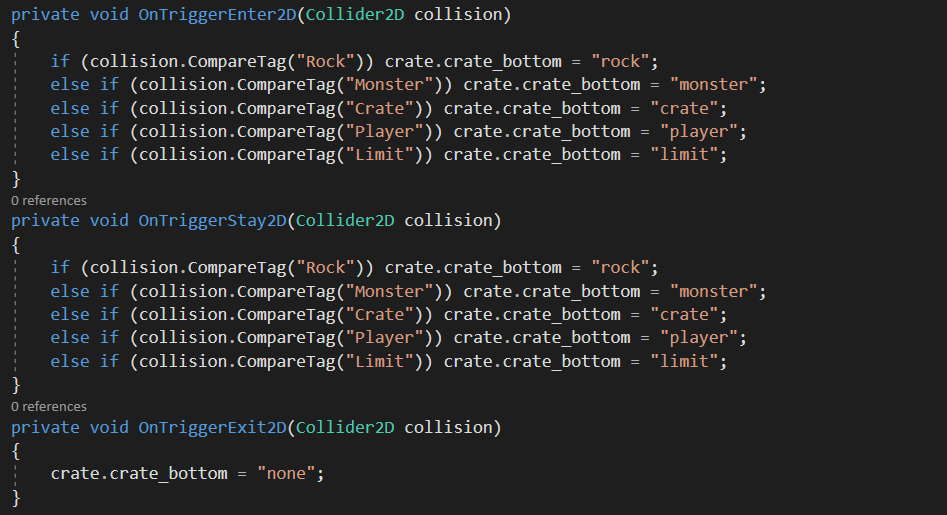 private void OnTriggerEnter2D(Collider2D collision)
{
if (collision.CompareTag("Rock")) crate.crate_bottom = "rock";
else if (collision.CompareTag("Monster")) crate.crate_bottom = "monster";
else if (collision.CompareTag("Crate")) crate.crate_bottom = "crate";
else if (collision.CompareTag("Player")) crate.crate_bottom = "player";
else if (collision.CompareTag("Limit")) crate.crate_bottom = "limit";
}
0 references
private void OnTriggerStay2D(Collider2D collision)
{
if (collision.CompareTag("Rock")) crate.crate_bottom = "rock";
else if (collision.CompareTag("Monster")) crate.crate_bottom = "monster";
else if (collision.CompareTag("Crate")) crate.crate_bottom = "crate";
else if (collision.CompareTag("Player")) crate.crate_bottom = "player";
else if (collision.CompareTag("Limit")) crate.crate_bottom = "limit";
}
0 references
private void OnTriggerExit2D(Collider2D collision)
{
crate.crate_bottom = "none";
}